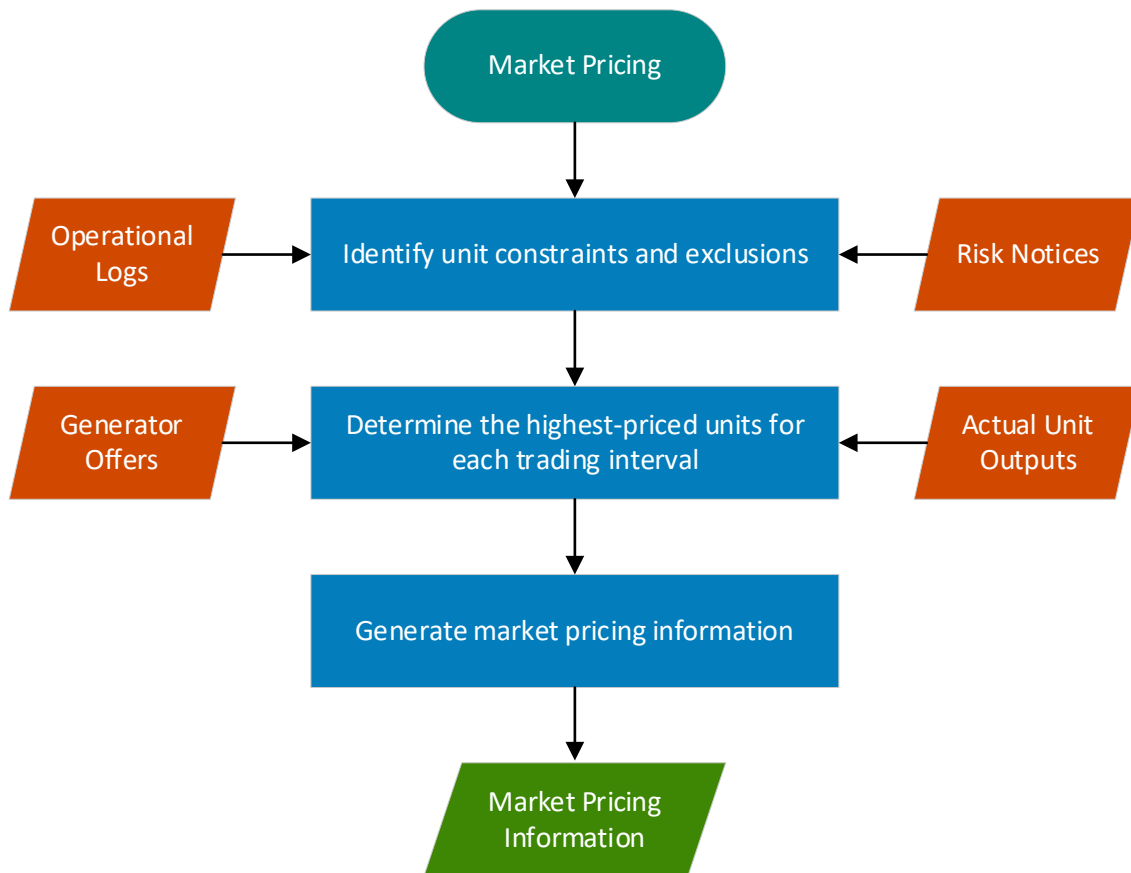 Market Pricing
Operational
Logs
Identify unit constraints and exclusions
Risk Notices
Generator
Offers
Determine the highest-priced units for
each trading interval
Actual Unit
Outputs
Generate market pricing information
Market Pricing
Information